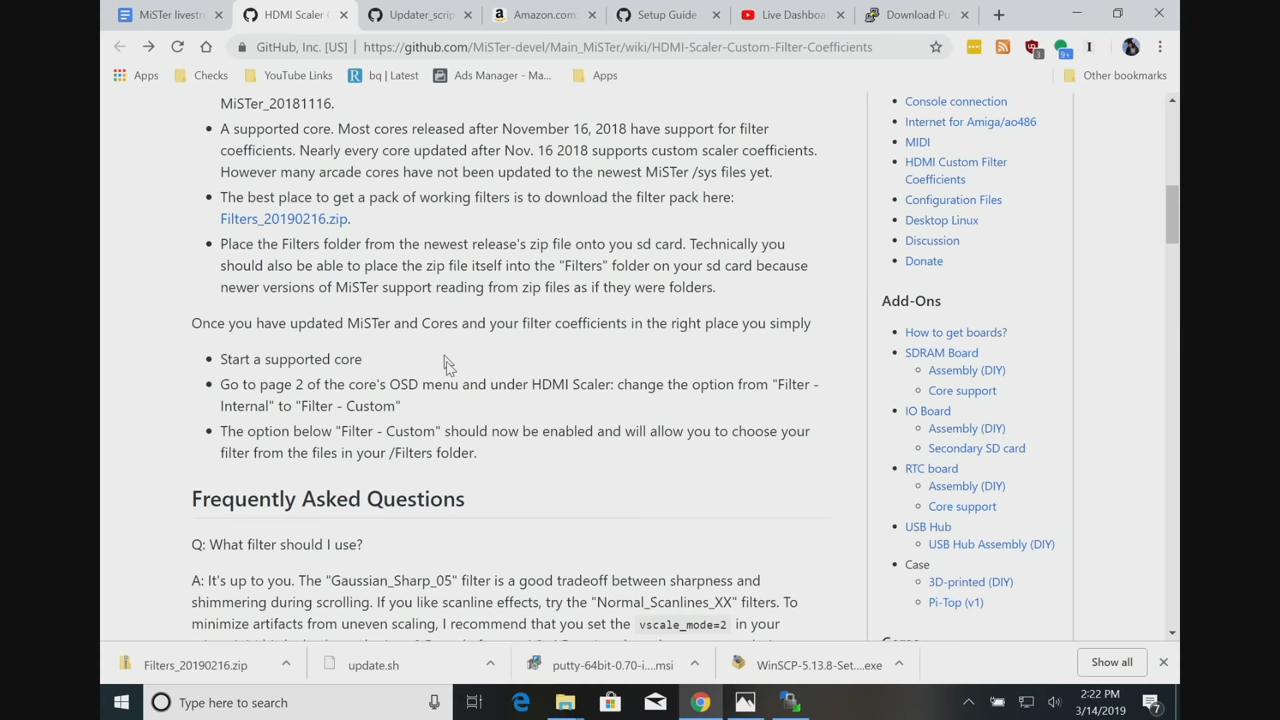 MiSTer livestr
HDMI Scaler C
Updater_scrip
Amazon.com:
Setup Guide
Live Dashboa
Download Pu
GitHub, Inc. [US] https://github.com/MiSTer-devel/Main_MiSTer/wiki/HDMI-Scaler-Custom-Filter-Coefficients
3
9+
Apps
Checks
YouTube Links
bq | Latest
Ads Manager - Ma...
Apps
Other bookmarks
MiSTer_20181116.
• A supported core. Most cores released after November 16, 2018 have support for filter
coefficients. Nearly every core updated after Nov. 16 2018 supports custom scaler coefficients.
However many arcade cores have not been updated to the newest MiSTer /sys files yet.
• The best place to get a pack of working filters is to download the filter pack here:
Filters_20190216.zip.
• Place the Filters folder from the newest release's zip file onto you sd card. Technically you
should also be able to place the zip file itself into the "Filters" folder on your sd card because
newer versions of MiSTer support reading from zip files as if they were folders.
Once you have updated MiSTer and Cores and your filter coefficients in the right place you simply
• Start a supported core
• Go to page 2 of the core's OSD menu and under HDMI Scaler: change the option from "Filter -
Internal" to "Filter - Custom"
• The option below "Filter - Custom" should now be enabled and will allow you to choose your
filter from the files in your /Filters folder.
Frequently Asked Questions
Q: What filter should I use?
A: It's up to you. The "Gaussian_Sharp_05" filter is a good tradeoff between sharpness and
shimmering during scrolling. If you like scanline effects, try the "Normal_Scanlines_XX" filters. To
minimize artifacts from uneven scaling, I recommend that you set the vscale_mode=2 in your
• Console connection
• Internet for Amiga/ao486
• MIDI
• HDMI Custom Filter
Coefficients
• Configuration Files
• Desktop Linux
• Discussion
• Donate
Add-Ons
• How to get boards?
• SDRAM Board
Assembly (DIY)
Core support
• IO Board
Assembly (DIY)
Secondary SD card
• RTC board
Assembly (DIY)
Core support
• USB Hub
USB Hub Assembly (DIY)
• Case
3D-printed (DIY)
Pi-Top (v1)
Filters_20190216.zip
update.sh
putty-64bit-0.70-i....msi
WinSCP-5.13.8-Set....exe
Show all
Type here to search
2:22 PM
3/14/2019
7